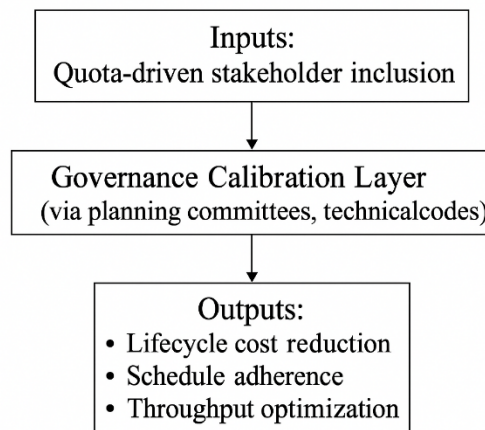 Inputs:
Quota-driven stakeholder inclusion
Governance Calibration Layer
(via planning committees, technicalcodes)
Outputs:
• Lifecycle cost reduction
• Schedule adherence
• Throughput optimization